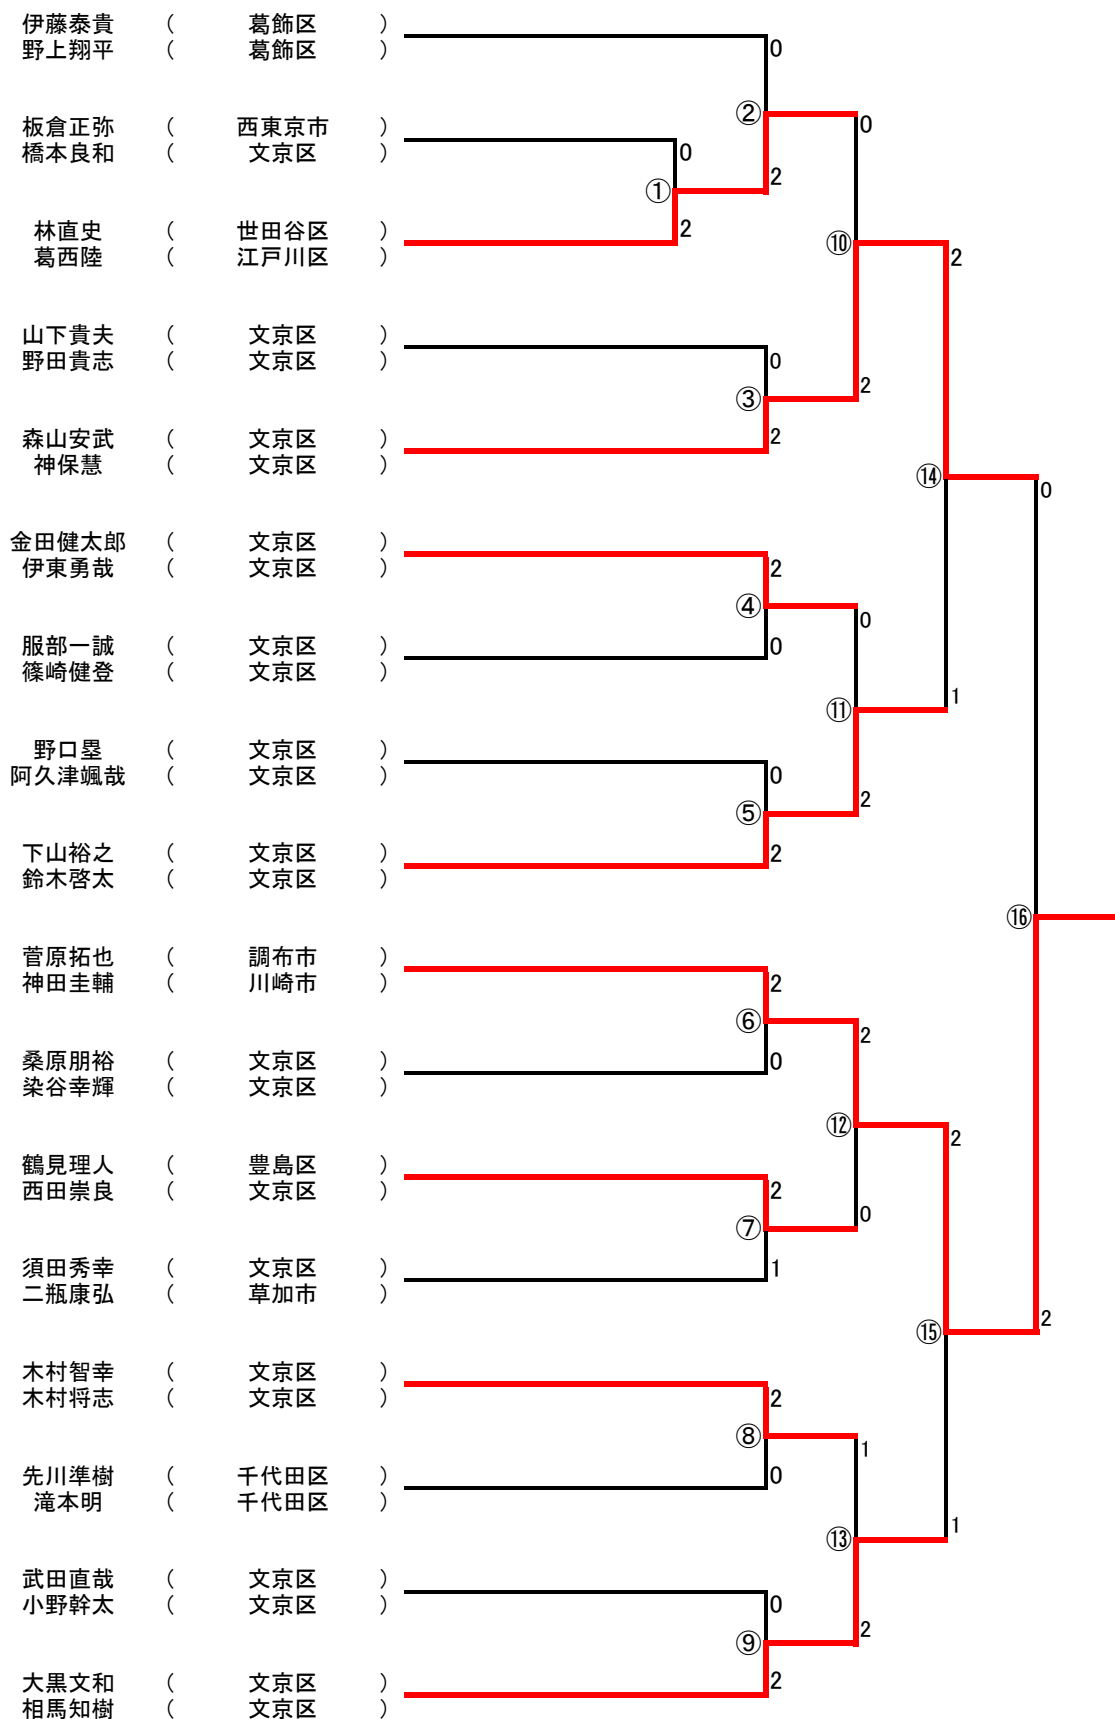 伊藤泰貴 ( 葛飾区 )
野上翔平 ( 葛飾区 )
0
②
0
板倉正弥 ( 西東京市 )
橋本良和 ( 文京区 )
0
2
①
2
林直史 ( 世田谷区 )
葛西陸 ( 江戸川区 )
⑩
2
山下貴夫 ( 文京区 )
野田貴志 ( 文京区 )
0
2
③
2
森山安武 ( 文京区 )
神保慧 ( 文京区 )
⑭
0
金田健太郎 ( 文京区 )
伊東勇哉 ( 文京区 )
2
④
0
服部一誠 ( 文京区 )
篠崎健登 ( 文京区 )
0
1
⑪
野口塁 ( 文京区 )
阿久津颯哉 ( 文京区 )
0
2
⑤
2
下山裕之 ( 文京区 )
鈴木啓太 ( 文京区 )
⑯
菅原拓也 ( 調布市 )
神田圭輔 ( 川崎市 )
2
⑥
2
桑原朋裕 ( 文京区 )
染谷幸輝 ( 文京区 )
0
⑫
2
鶴見理人 ( 豊島区 )
西田崇良 ( 文京区 )
2
0
⑦
1
須田秀幸 ( 文京区 )
二瓶康弘 ( 草加市 )
2
⑮
木村智幸 ( 文京区 )
木村将志 ( 文京区 )
2
⑧
1
先川準樹 ( 千代田区 )
滝本明 ( 千代田区 )
0
1
⑬
武田直哉 ( 文京区 )
小野幹太 ( 文京区 )
0
2
⑨
2
大黒文和 ( 文京区 )
相馬知樹 ( 文京区 )